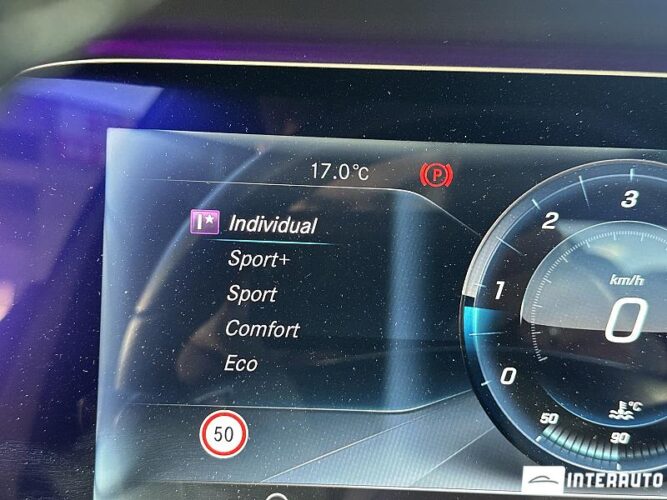 17.0°C
P
I★ Individual
Sport+
Sport
Comfort
Eco
50
3
2
1
0
km/h
0
°C
50
90
INTERAUTO